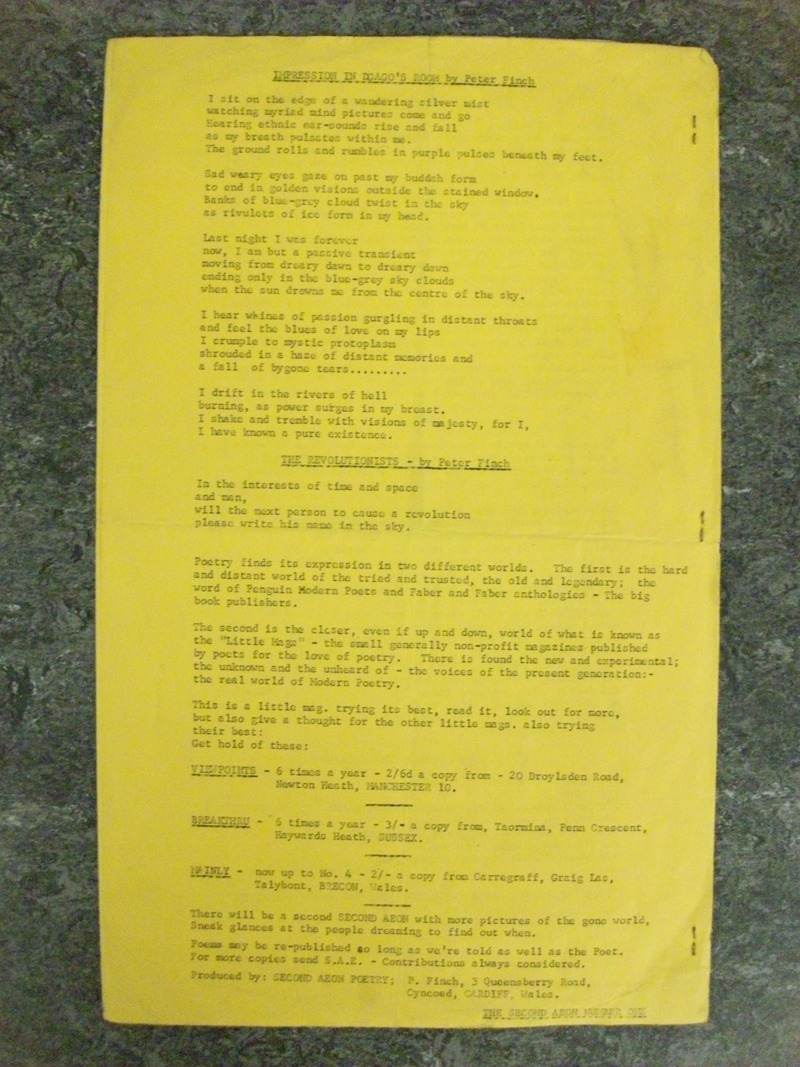 IMPRESSION IN DGAGO'S ROOM by Peter Finch
I sit on the edge of a wandering silver mist
watching myriad mind pictures come and go
Hearing ethnic ear-sounds rise and fall
as my breath pulsates within me.
The ground rolls and rumbles in purple pulses beneath my feet.
Sad weary eyes gaze on past my buddah form
to end in golden visions outside the stained window.
Banks of blue-grey cloud twist in the sky
as rivulets of ice form in my head.
Last night I was forever
now, I am but a passive transient
moving from dreary dawn to dreary dawn
ending only in the blue-grey sky clouds
when the sun drowns me from the centre of the sky.
I hear whines of passion gurgling in distant throats
and feel the blues of love on my lips
I crumple to mystic protoplasm
shrouded in a haze of distant memories and
a fall of bygone tears.........
I drift in the rivers of hell
burning, as power surges in my breast.
I shake and tremble with visions of majesty, for I,
I have known a pure existence.
THE REVOLUTIONISTS - by Peter Finch
In the interests of time and space
and man,
will the next person to cause a revolution
please write his name in the sky.
Poetry finds its expression in two different worlds. The first is the hard
and distant world of the tried and trusted, the old and legendary; the
word of Penguin Modern Poets and Faber and Faber anthologies - The big
book publishers.
The second is the closer, even if up and down, world of what is known as
the "Little Mags" - the small generally non-profit magazines published
by poets for the love of poetry. There is found the new and experimental;
the unknown and the unheard of - the voices of the present generation:-
the real world of Modern Poetry.
This is a little mag. trying its best, read it, look out for more,
but also give a thought for the other little mags. also trying
their best:
Get hold of these:
VIEWPOINTS - 6 times a year - 2/6d a copy from - 20 Droylsden Road,
Newton Heath, MANCHESTER 10.
BREAKTHRU - 6 times a year - 3/- a copy from, Taormina, Penn Crescent,
Haywards Heath, SUSSEX.
MAINLY - now up to No. 4 - 2/- a copy from Carregraff, Graig Las,
Talybont, BRECON, Wales.
There will be a second SECOND AEON with more pictures of the gone world,
Sneak glances at the people dreaming to find out when.
Poems may be re-published so long as we're told as well as the Poet.
For more copies send S.A.E. - Contributions always considered.
Produced by: SECOND AEON POETRY; P. Finch, 3 Queensberry Road,
Cyncoed, CARDIFF, Wales.
THE SECOND AEON NUMBER ONE